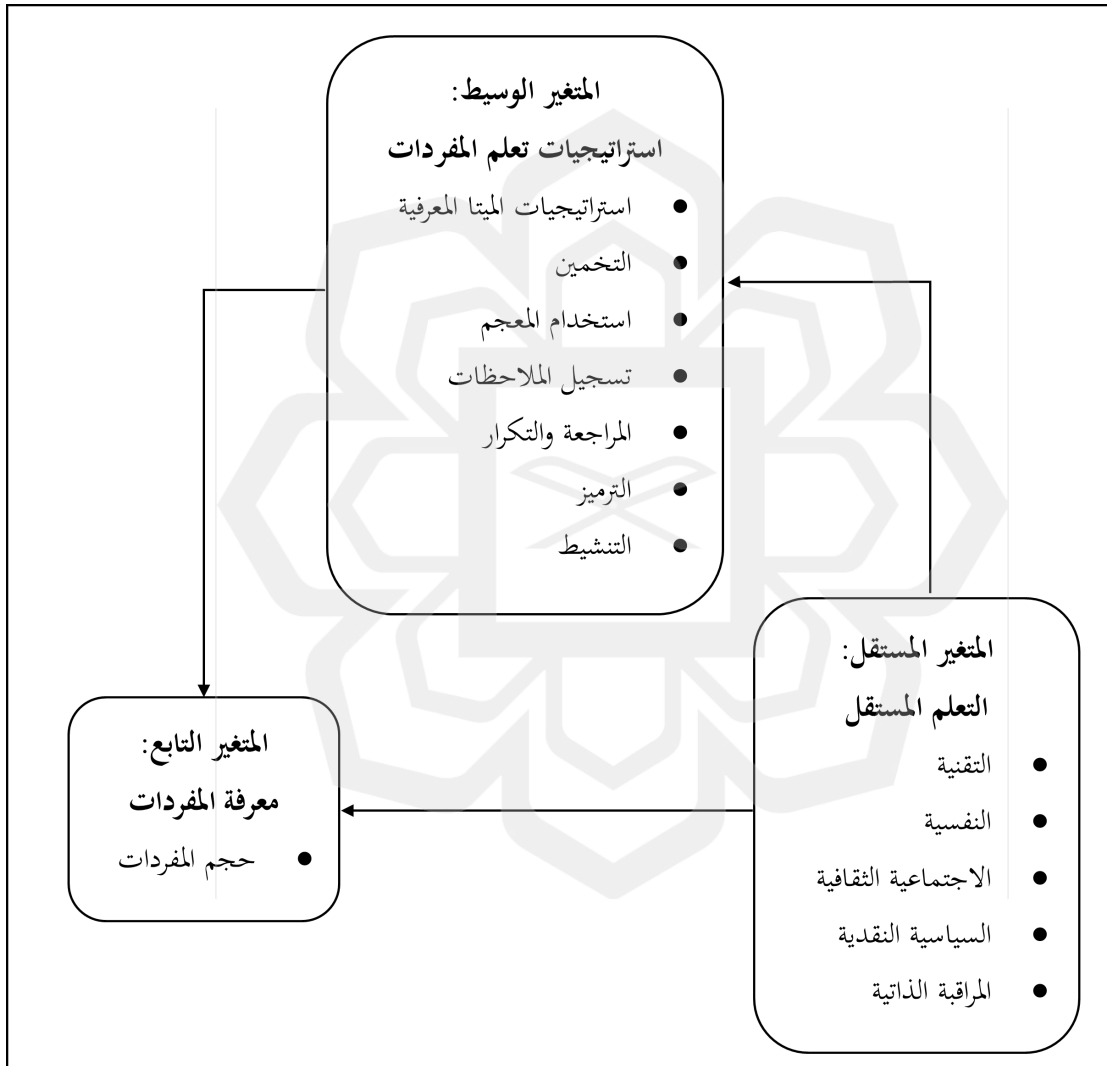 المتغير الوسيط:
استراتيجيات تعلم المفردات
● استراتيجيات الميتا المعرفية
● التخمين
● استخدام المعجم
● تسجيل الملاحظات
● المراجعة والتكرار
● الترميز
● التنشيط
المتغير المستقل:
التعلم المستقل
● التقنية
● النفسية
● الاجتماعية الثقافية
● السياسية النقدية
● المراقبة الذاتية
المتغير التابع:
معرفة المفردات
● حجم المفردات